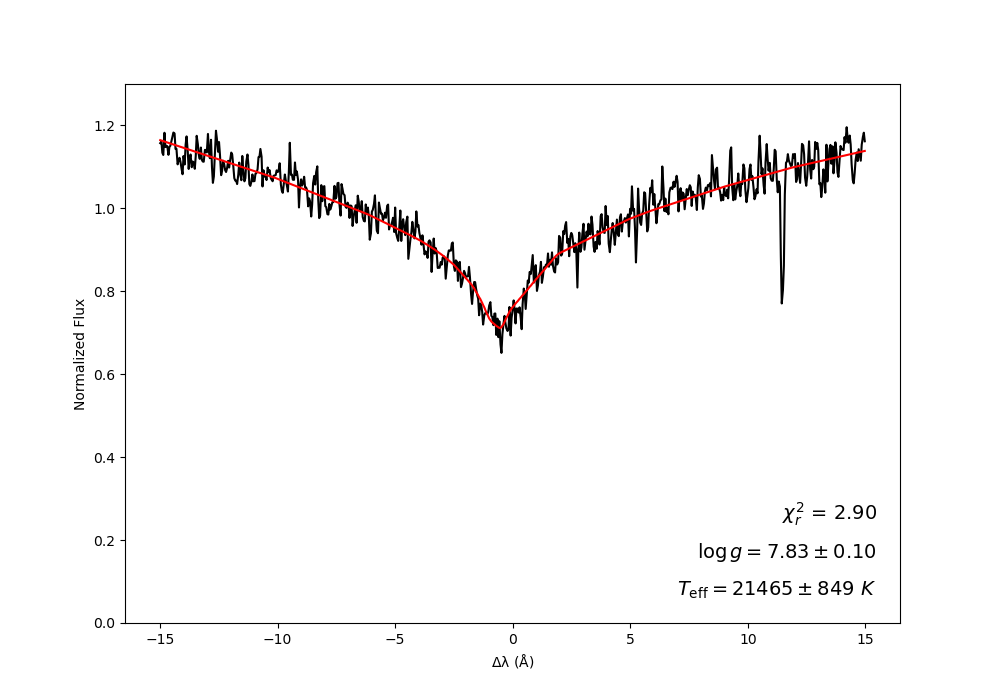 1.2
1.0
0.8
0.6
0.4
0.2
0.0
Normalized Flux
χ²ᵣ = 2.90
log g = 7.83 ± 0.10
T_eff = 21465 ± 849 K
−15 −10 −5 0 5 10 15
Δλ (Å)